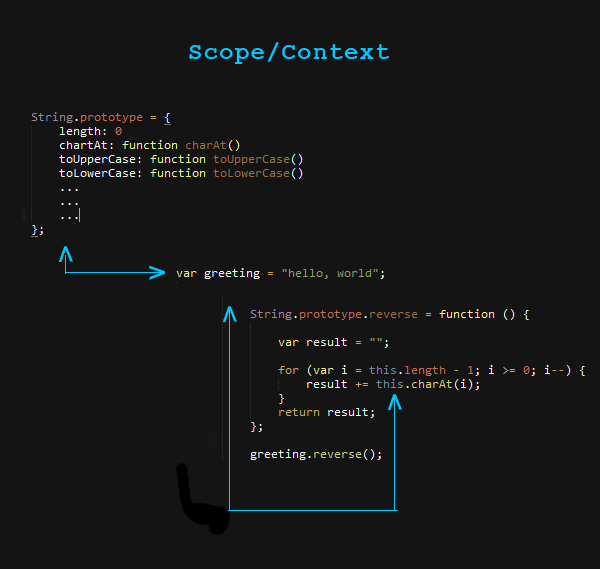 Scope/Context
String.prototype = {
length: 0
chartAt: function charAt()
toUpperCase: function toUpperCase()
toLowerCase: function toLowerCase()
...
...
...
};
var greeting = "hello, world";
String.prototype.reverse = function () {
var result = "";
for (var i = this.length - 1; i >= 0; i--) {
result += this.charAt(i);
}
return result;
};
greeting.reverse();